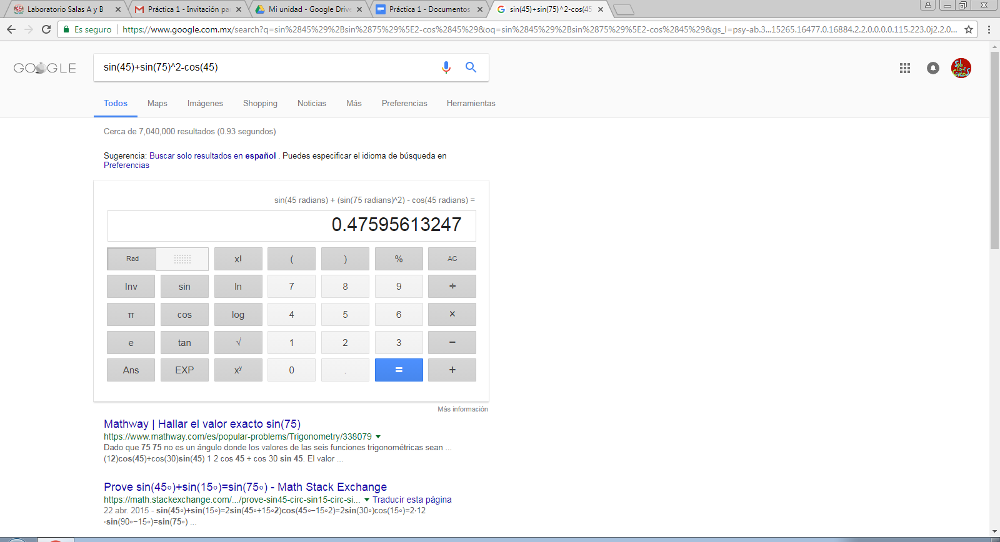 Laboratorio Salas A y B
Práctica 1 - Invitación pa
Mi unidad - Google Drive
Práctica 1 - Documentos
sin(45)+sin(75)^2-cos(45
Es seguro
https://www.google.com.mx/search?q=sin%2845%29%2Bsin%2875%29%5E2-cos%2845%29&oq=sin%2845%29%2Bsin%2875%29%5E2-cos%2845%29&gs_l=psy-ab.3...15265.16477.0.16884.2.2.0.0.0.0.115.223.0j2.2.0...
GOOGLE
sin(45)+sin(75)^2-cos(45)
Todos Maps Imágenes Shopping Noticias Más Preferencias Herramientas
Cerca de 7,040,000 resultados (0.93 segundos)
Sugerencia: Buscar solo resultados en español . Puedes especificar el idioma de búsqueda en
Preferencias
sin(45 radians) + (sin(75 radians)^2) - cos(45 radians) =
0.47595613247
Rad x! ( ) % AC
Inv sin ln 7 8 9 ÷
π cos log 4 5 6 ×
e tan √ 1 2 3 −
Ans EXP xʸ 0 . = +
Más información
Mathway | Hallar el valor exacto sin(75)
https://www.mathway.com/es/popular-problems/Trigonometry/338079
Dado que 75 75 no es un ángulo donde los valores de las seis funciones trigonométricas sean ...
(12)cos(45)+cos(30)sin(45) 1 2 cos 45 + cos 30 sin 45. El valor ...
Prove sin(45∘)+sin(15∘)=sin(75∘) - Math Stack Exchange
https://math.stackexchange.com/.../prove-sin45-circ-sin15-circ-si... Traducir esta página
22 abr. 2015 - sin(45∘)+sin(15∘)=2sin(45∘+15∘2)cos(45∘−15∘2)=2sin(30∘)cos(15∘)=2⋅12
⋅sin(90∘−15∘)=sin(75∘) ...